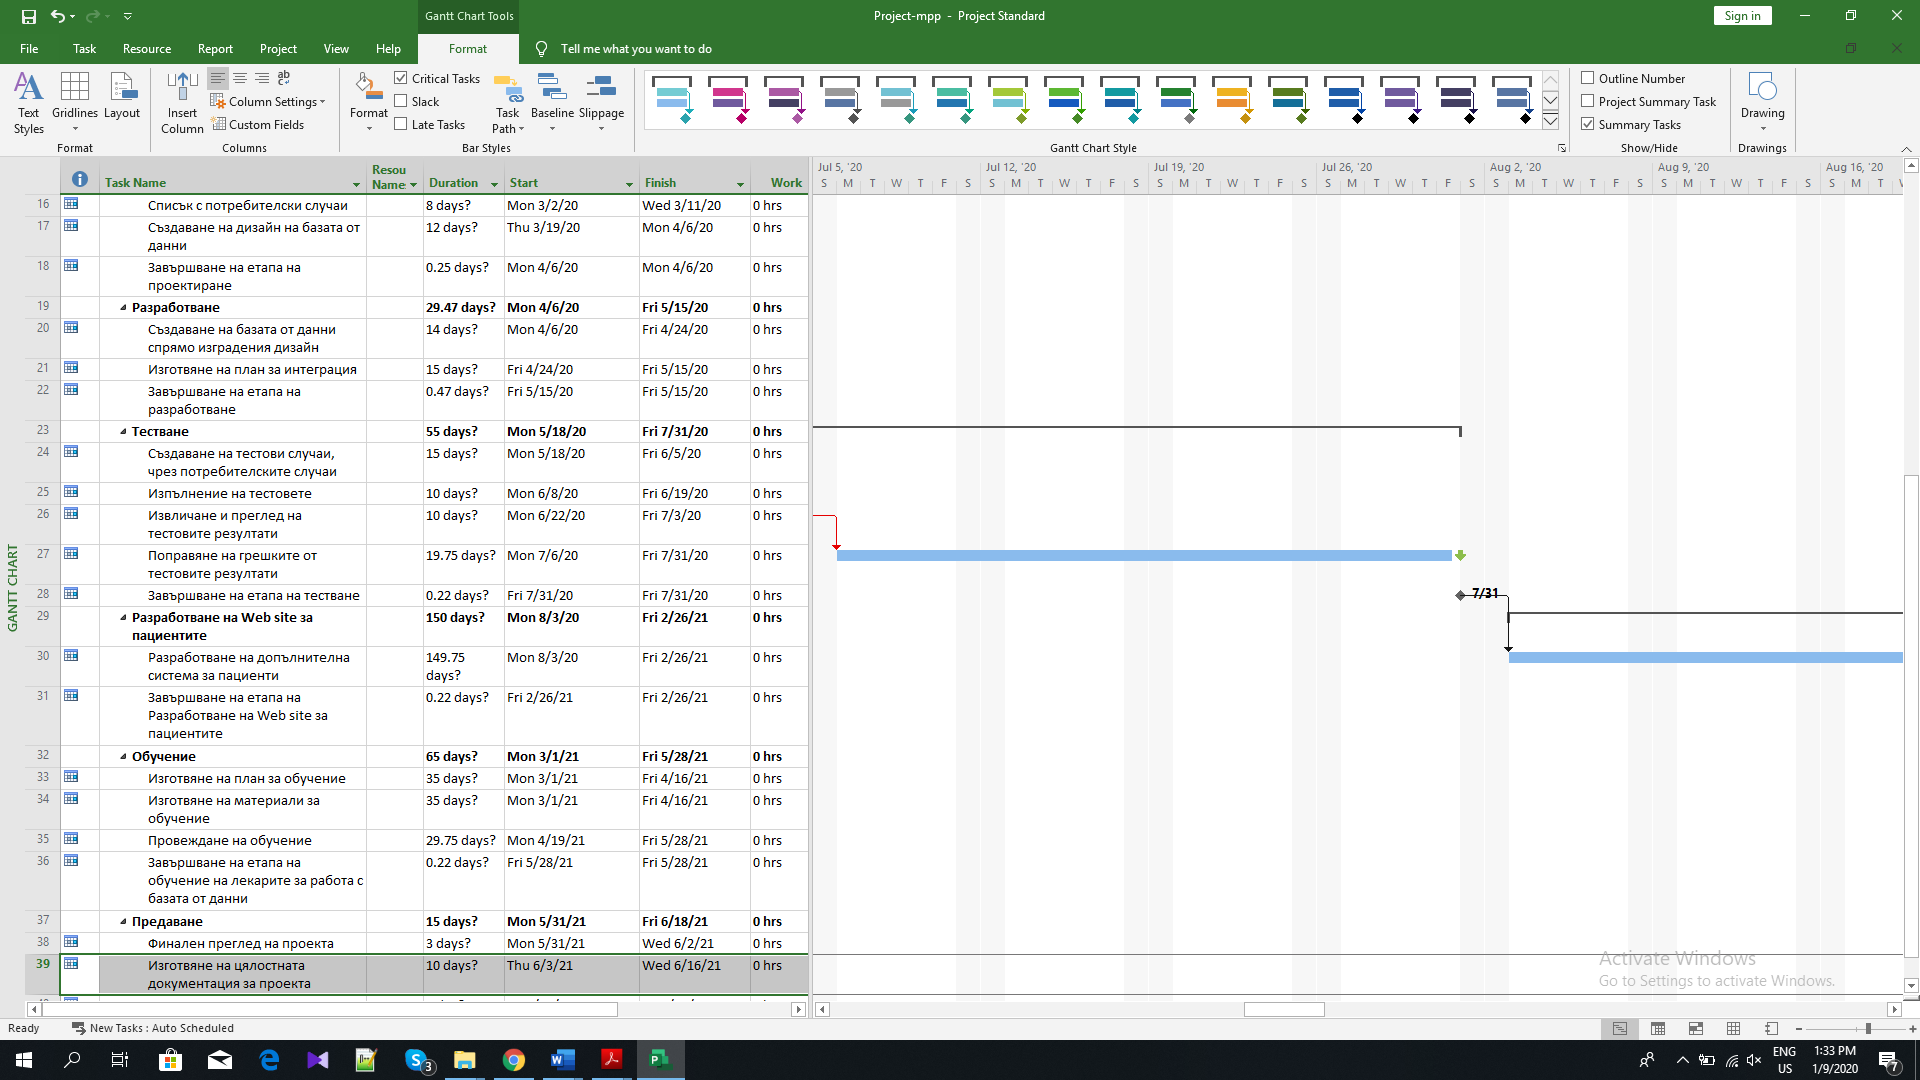 Gantt Chart Tools
Project-mpp - Project Standard
Sign in
File Task Resource Report Project View Help Format Tell me what you want to do
Text Styles
Gridlines
Layout
Format
Insert Column
Column Settings
Custom Fields
Columns
Format
Critical Tasks
Slack
Late Tasks
Task Path
Baseline
Slippage
Bar Styles
Gantt Chart Style
Outline Number
Project Summary Task
Summary Tasks
Show/Hide
Drawing
Drawings
GANTT CHART
Task Name Resou Name: Duration Start Finish Work
Jul 5, '20 Jul 12, '20 Jul 19, '20 Jul 26, '20 Aug 2, '20 Aug 9, '20 Aug 16, '20
S M T W T F S S M T W T F S S M T W T F S S M T W T F S S M T W T F S S M T W T F S S M T
16 Списък с потребителски случаи 8 days? Mon 3/2/20 Wed 3/11/20 0 hrs
17 Създаване на дизайн на базата от 12 days? Thu 3/19/20 Mon 4/6/20 0 hrs
данни
18 Завършване на етапа на 0.25 days? Mon 4/6/20 Mon 4/6/20 0 hrs
проектиране
19 Разработване 29.47 days? Mon 4/6/20 Fri 5/15/20 0 hrs
20 Създаване на базата от данни 14 days? Mon 4/6/20 Fri 4/24/20 0 hrs
спрямо изградения дизайн
21 Изготвяне на план за интеграция 15 days? Fri 4/24/20 Fri 5/15/20 0 hrs
22 Завършване на етапа на 0.47 days? Fri 5/15/20 Fri 5/15/20 0 hrs
разработване
23 Тестване 55 days? Mon 5/18/20 Fri 7/31/20 0 hrs
24 Създаване на тестови случаи, 15 days? Mon 5/18/20 Fri 6/5/20 0 hrs
чрез потребителските случаи
25 Изпълнение на тестовете 10 days? Mon 6/8/20 Fri 6/19/20 0 hrs
26 Извличане и преглед на 10 days? Mon 6/22/20 Fri 7/3/20 0 hrs
тестовите резултати
27 Поправяне на грешките от 19.75 days? Mon 7/6/20 Fri 7/31/20 0 hrs
тестовите резултати
28 Завършване на етапа на тестване 0.22 days? Fri 7/31/20 Fri 7/31/20 0 hrs
7/31
29 Разработване на Web site за 150 days? Mon 8/3/20 Fri 2/26/21 0 hrs
пациентите
30 Разработване на допълнителна 149.75 Mon 8/3/20 Fri 2/26/21 0 hrs
система за пациенти days?
31 Завършване на етапа на 0.22 days? Fri 2/26/21 Fri 2/26/21 0 hrs
Разработване на Web site за
пациентите
32 Обучение 65 days? Mon 3/1/21 Fri 5/28/21 0 hrs
33 Изготвяне на план за обучение 35 days? Mon 3/1/21 Fri 4/16/21 0 hrs
34 Изготвяне на материали за 35 days? Mon 3/1/21 Fri 4/16/21 0 hrs
обучение
35 Провеждане на обучение 29.75 days? Mon 4/19/21 Fri 5/28/21 0 hrs
36 Завършване на етапа на 0.22 days? Fri 5/28/21 Fri 5/28/21 0 hrs
обучение на лекарите за работа с
базата от данни
37 Предаване 15 days? Mon 5/31/21 Fri 6/18/21 0 hrs
38 Финален преглед на проекта 3 days? Mon 5/31/21 Wed 6/2/21 0 hrs
39 Изготвяне на цялостната 10 days? Thu 6/3/21 Wed 6/16/21 0 hrs
документация за проекта
Activate Windows
Go to Settings to activate Windows.
Ready New Tasks : Auto Scheduled
3
ENG
US
1:33 PM
1/9/2020
7